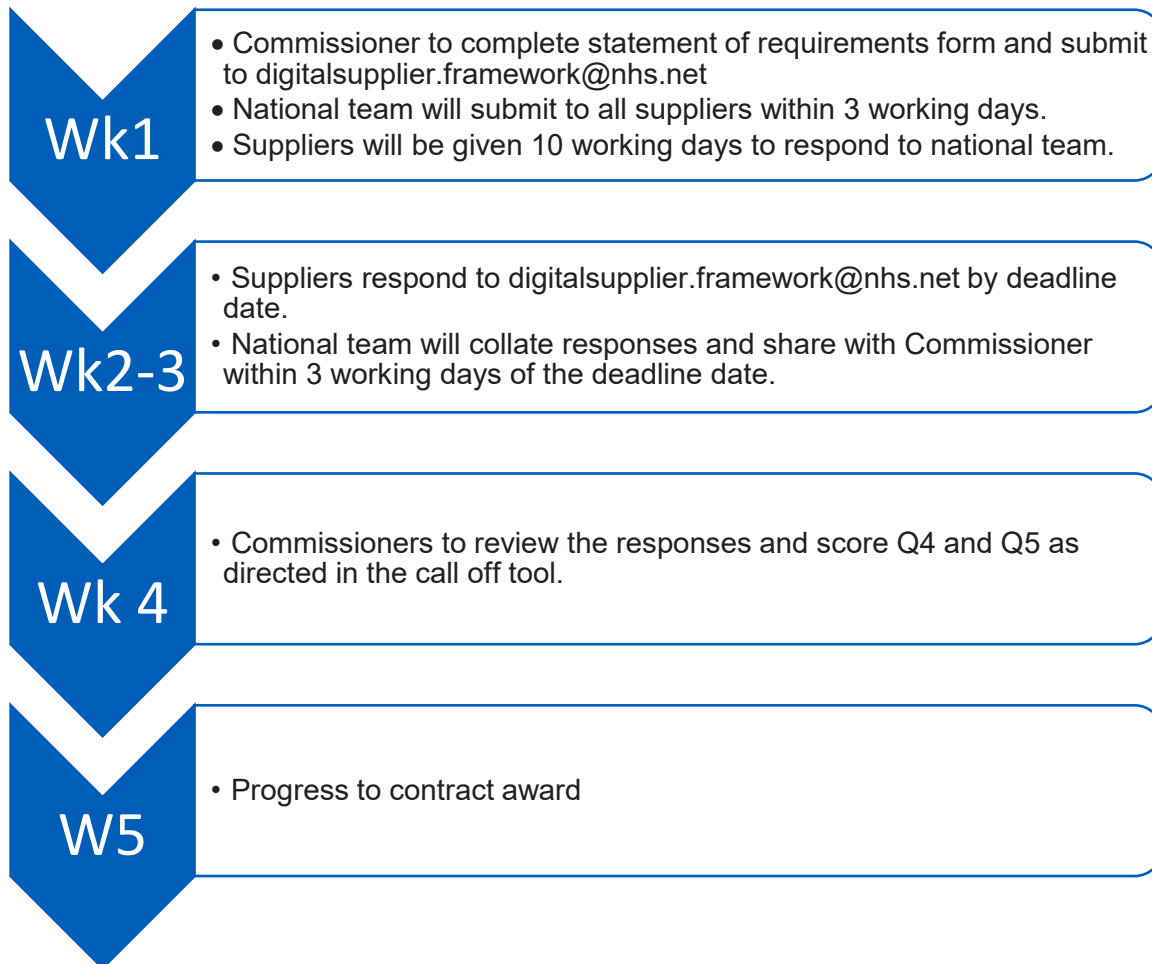 Wk1
• Commissioner to complete statement of requirements form and submit
to digitalsupplier.framework@nhs.net
• National team will submit to all suppliers within 3 working days.
• Suppliers will be given 10 working days to respond to national team.
Wk2-3
• Suppliers respond to digitalsupplier.framework@nhs.net by deadline
date.
• National team will collate responses and share with Commissioner
within 3 working days of the deadline date.
Wk 4
• Commissioners to review the responses and score Q4 and Q5 as
directed in the call off tool.
W5
• Progress to contract award